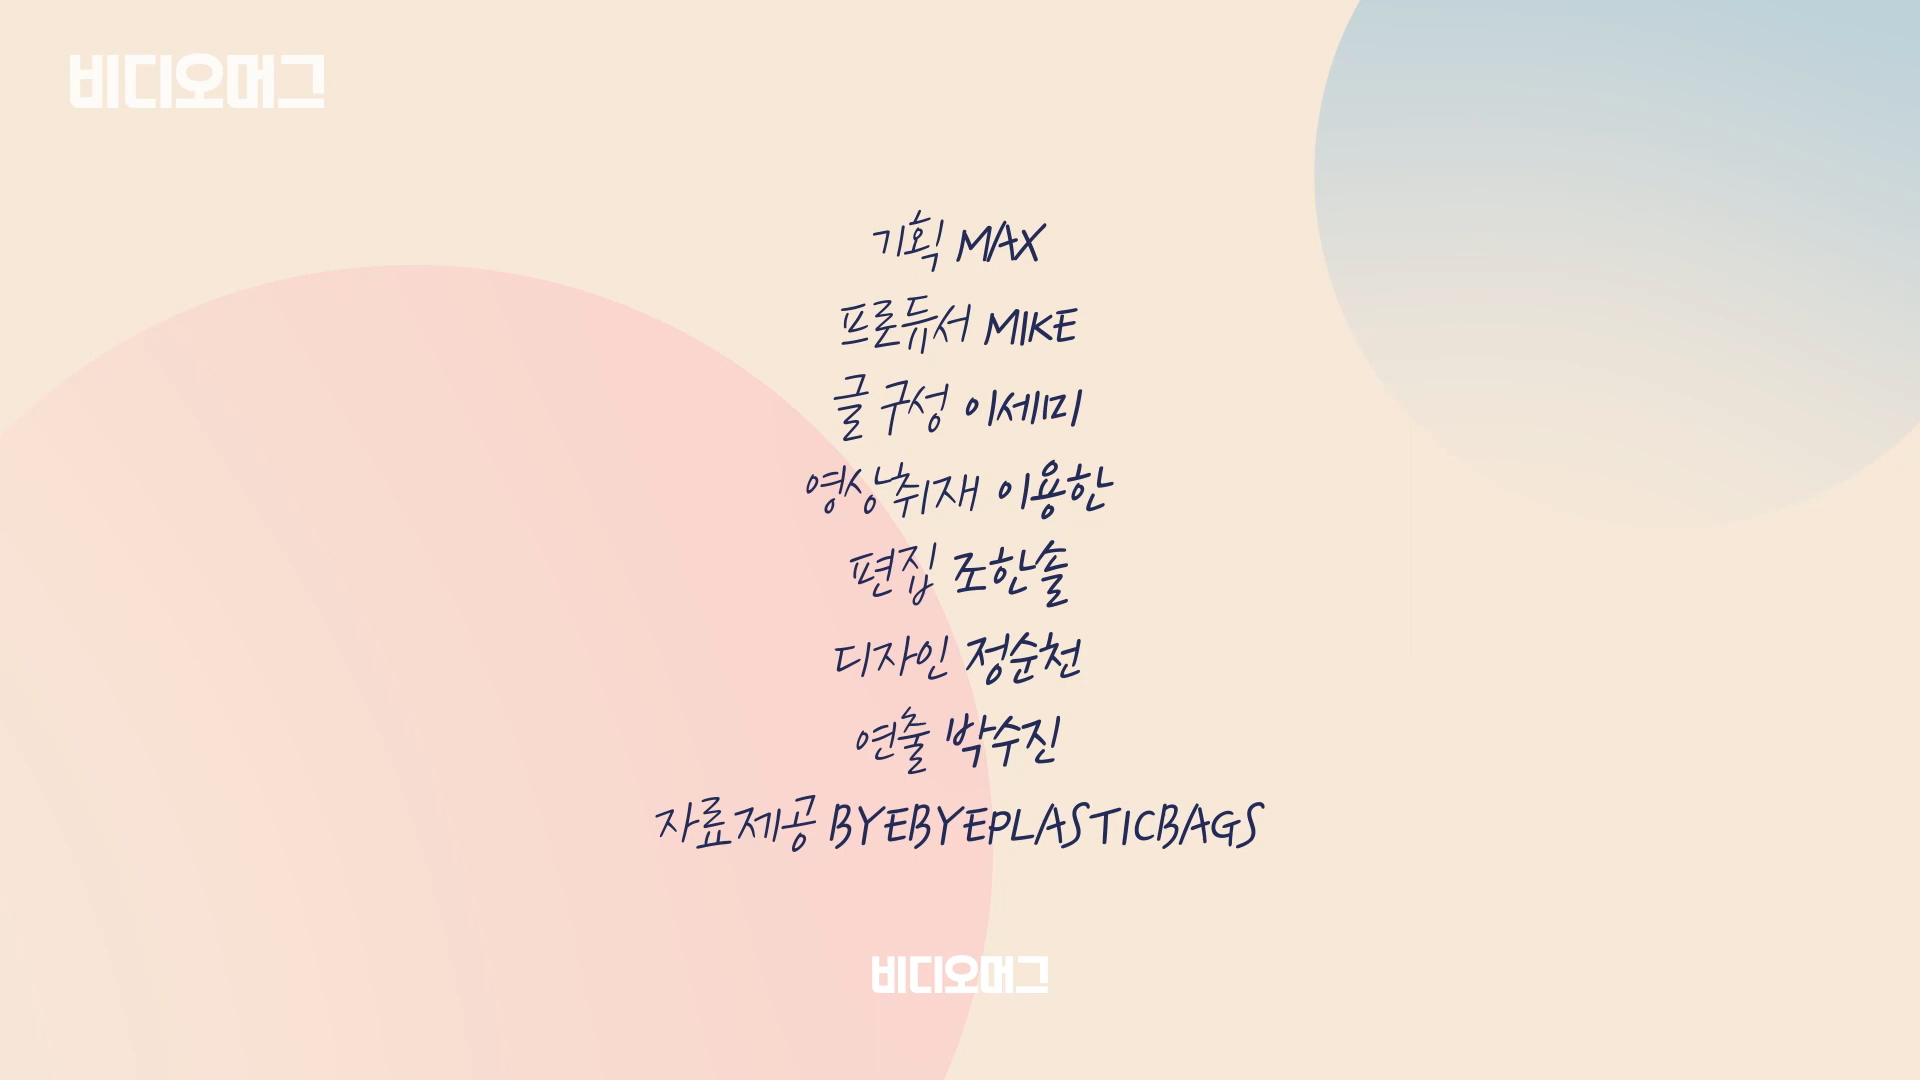 비디오머그
기획 MAX
프로듀서 MIKE
글 구성 이세미
영상취재 이용한
편집 조한솔
디자인 정순천
연출 박수진
자료제공 BYEBYEPLASTICBAGS
비디오머그